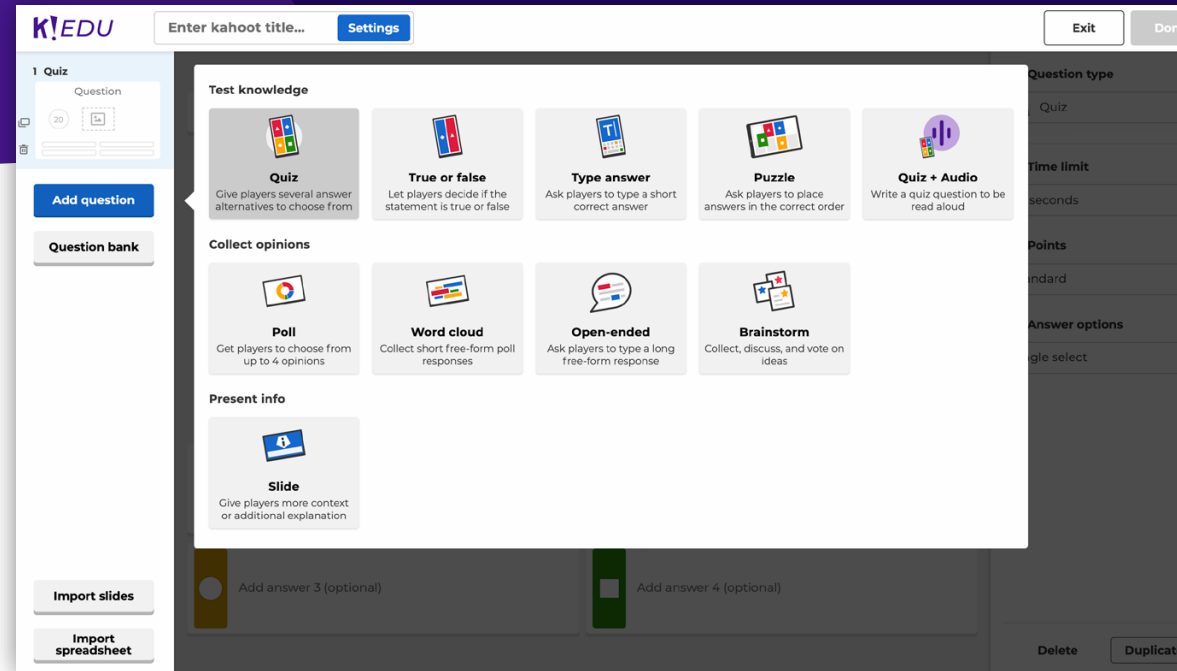 K!EDU
Enter kahoot title...
Settings
Exit
1 Quiz
Question
20
Add question
Question bank
Import slides
Import
spreadsheet
Test knowledge
Quiz
Give players several answer
alternatives to choose from
True or false
Let players decide if the
statement is true or false
Type answer
Ask players to type a short
correct answer
Puzzle
Ask players to place
answers in the correct order
Quiz + Audio
Write a quiz question to be
read aloud
Collect opinions
Poll
Get players to choose from
up to 4 opinions
Word cloud
Collect short free-form poll
responses
Open-ended
Ask players to type a long
free-form response
Brainstorm
Collect, discuss, and vote on
ideas
Present info
Slide
Give players more context
or additional explanation
Add answer 3 (optional)
Add answer 4 (optional)
Question type
Quiz
Time limit
seconds
Points
ndard
Answer options
gle select
Delete
Duplicat